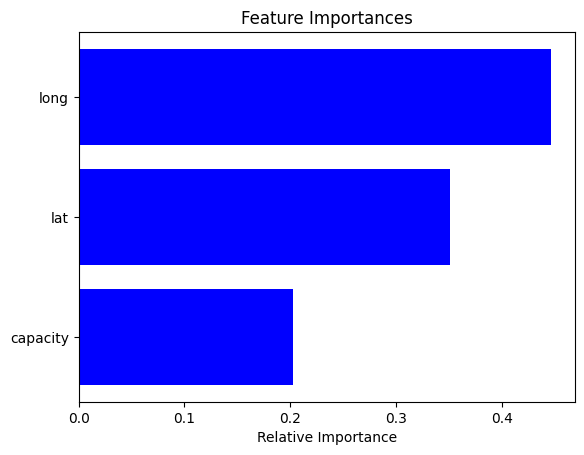 Feature Importances
long
lat
capacity
0.0 0.1 0.2 0.3 0.4
Relative Importance